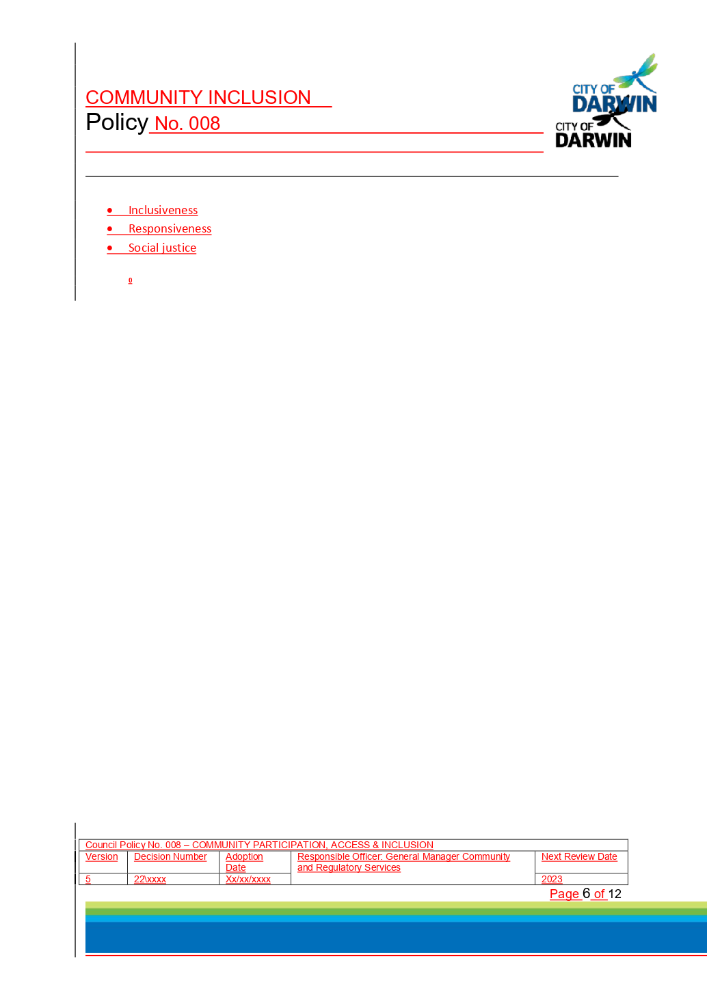 COMMUNITY INCLUSION
Policy No. 008
CITY OF
DARWIN
CITY OF
DARWIN
• Inclusiveness
• Responsiveness
• Social justice
0
Council Policy No. 008 – COMMUNITY PARTICIPATION, ACCESS & INCLUSION
Version Decision Number Adoption Date Responsible Officer: General Manager Community and Regulatory Services Next Review Date
5 22\xxxx Xx/xx/xxxx 2023
Page 6 of 12